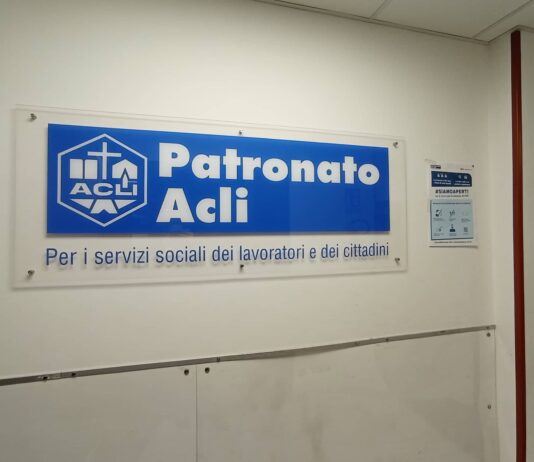 Patronato
Acli
ACLI
Per i servizi sociali dei lavoratori e dei cittadini
#SIAMOAPERTI